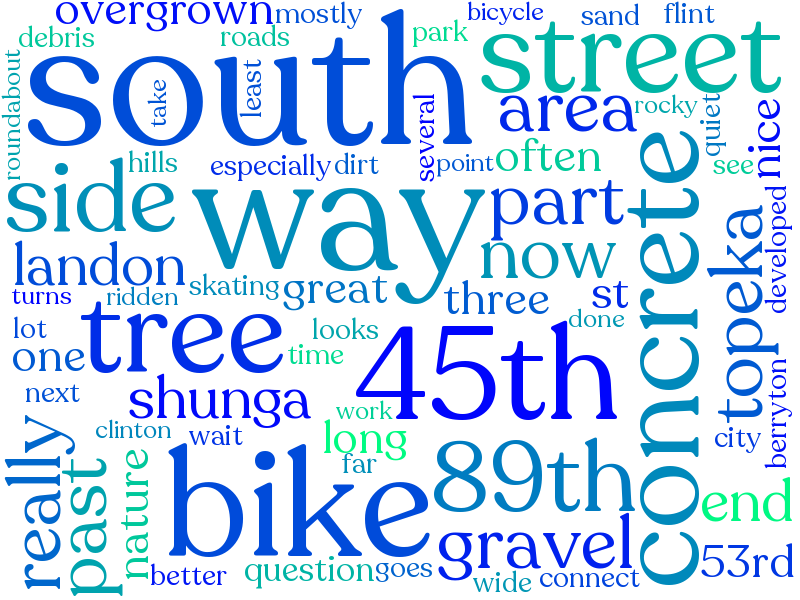 overgrown
mostly
bicycle
sand
flint
debris
roads
park
street
south
roundabout
take
least
several
area
rocky
quiet
nice
hills
especially
dirt
point
often
see
side
way
part
concrete
topeka
developed
landon
skating
great
now
three
st
turns
ridden
tree
looks
45th
done
lot
one
time
shunga
work
next
clinton
wait
long
far
city
berryton
really
past
nature
bike
89th
gravel
end
53rd
better
question
goes
wide
connect